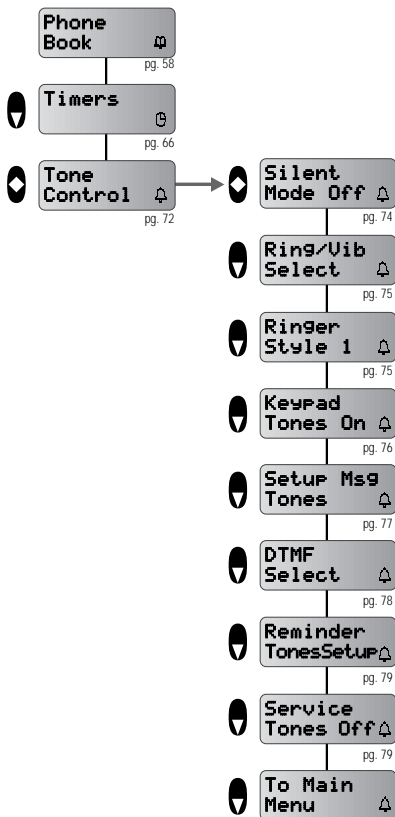 Phone
Book
pg. 58
Timers
pg. 66
Tone
Control
pg. 72
Silent
Mode Off
pg. 74
Ring/Vib
Select
pg. 75
Ringer
Style 1
pg. 75
Keypad
Tones On
pg. 76
Setup Msg
Tones
pg. 77
DTMF
Select
pg. 78
Reminder
TonesSetup
pg. 79
Service
Tones Off
pg. 79
To Main
Menu